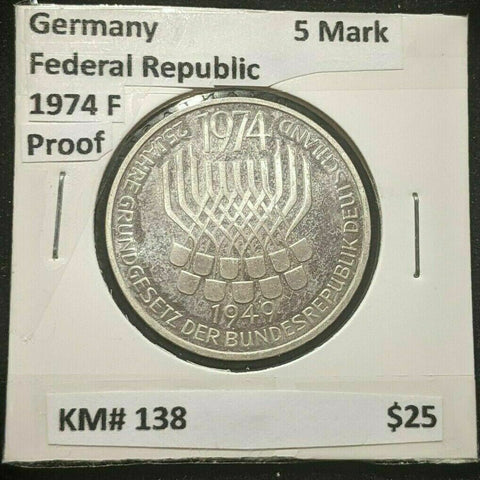 Germany 5 Mark
Federal Republic
1974 F
Proof
1974
25 JAHRE GRUNDGESETZ DER BUNDESREPUBLIK DEUTSCHLAND
1949
KM# 138 $25